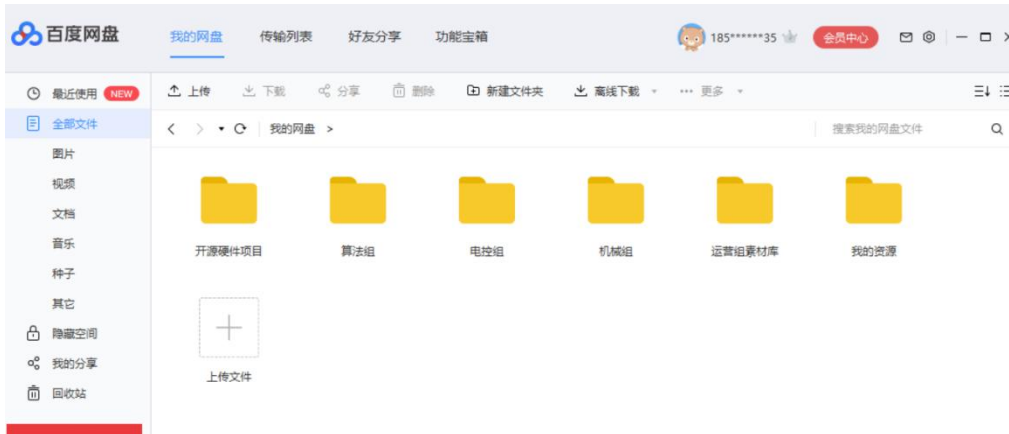 百度网盘
我的网盘 传输列表 好友分享 功能宝箱
185******35
会员中心
最近使用 NEW
上传 下载 分享 删除 新建文件夹 离线下载 更多
全部文件
我的网盘 >
搜索我的网盘文件
图片
视频
文档
音乐
种子
其它
隐藏空间
我的分享
回收站
开源硬件项目 算法组 电控组 机械组 运营组素材库 我的资源
上传文件